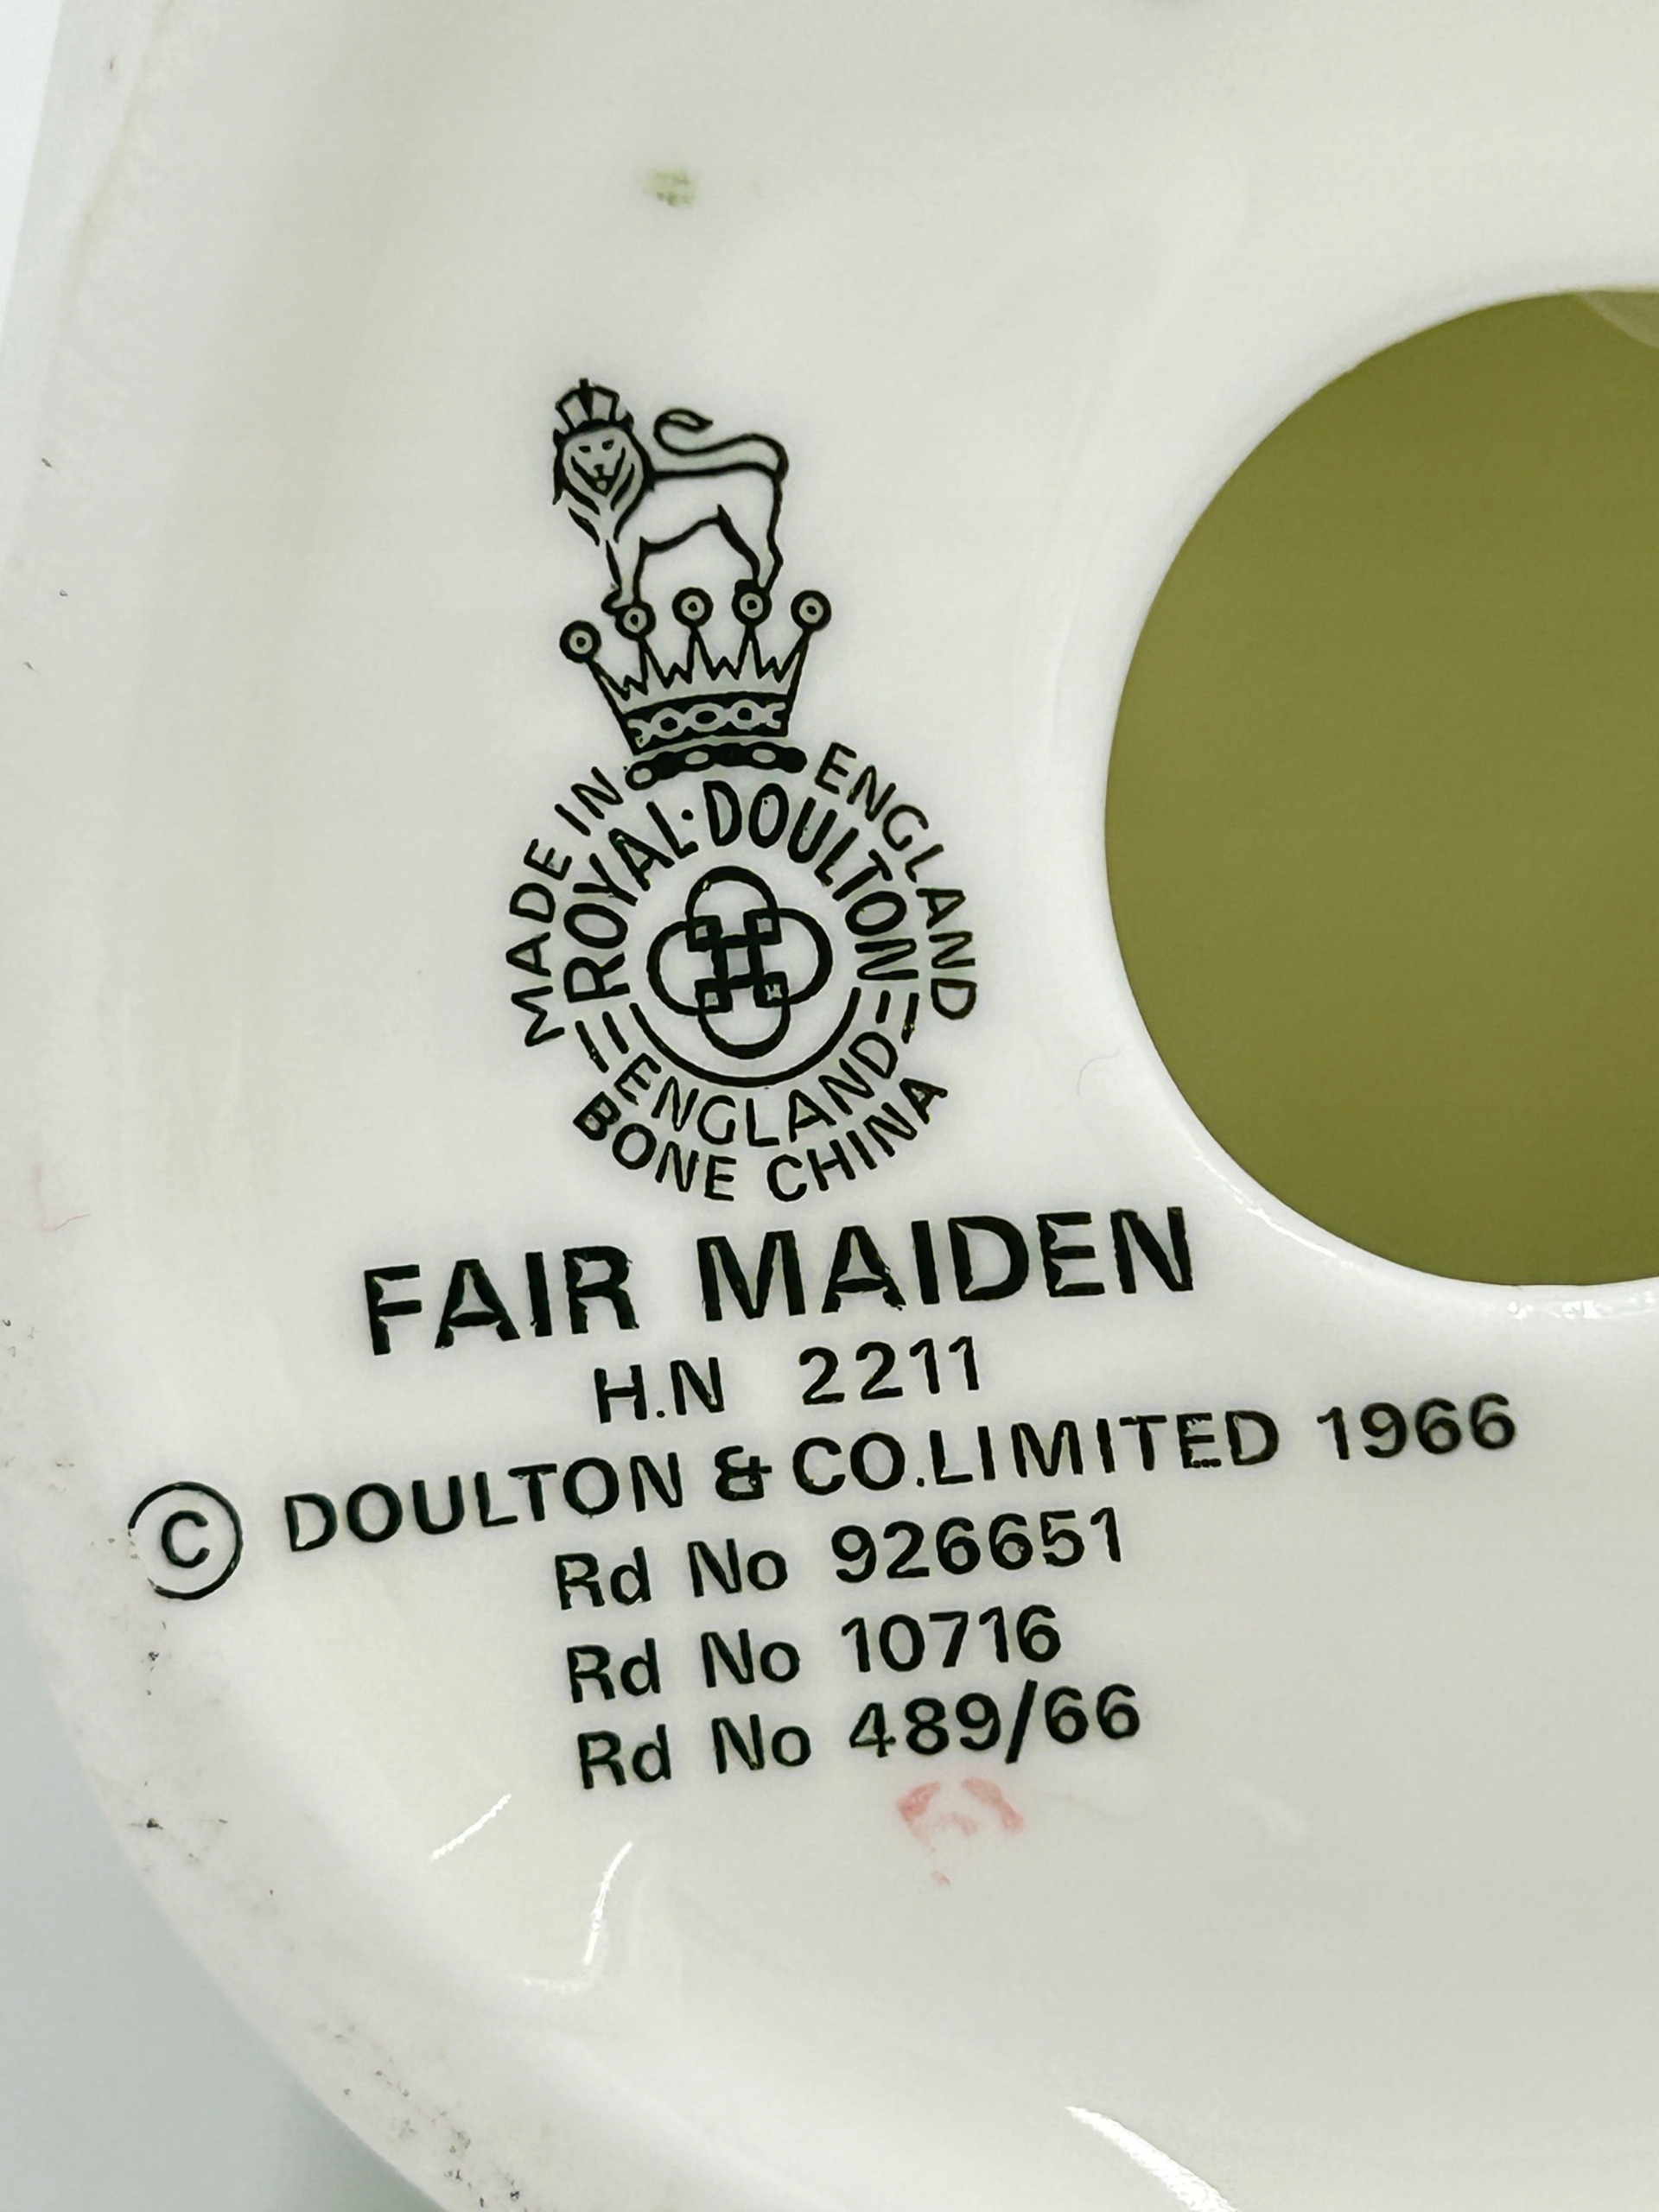 MADE IN ENGLAND
ROYAL·DOULTON
ENGLAND
BONE CHINA
FAIR MAIDEN
H.N 2211
© DOULTON & CO.LIMITED 1966
Rd No 926651
Rd No 10716
Rd No 489/66